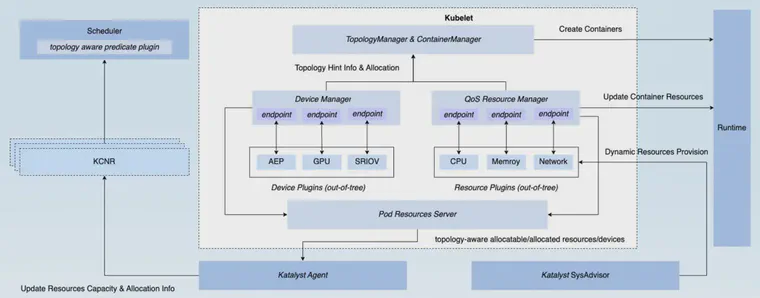 Kubelet
Scheduler
topology aware predicate plugin
TopologyManager & ContainerManager
Create Containers
Topology Hint Info & Allocation
Device Manager
endpoint endpoint endpoint
QoS Resource Manager
endpoint endpoint endpoint
Update Container Resources
Runtime
KCNR
AEP GPU SRIOV
CPU Memroy Network
Dynamic Resources Provision
Device Plugins (out-of-tree)
Resource Plugins (out-of-tree)
Pod Resources Server
topology-aware allocatable/allocated resources/devices
Katalyst Agent
Katalyst SysAdvisor
Update Resources Capacity & Allocation Info